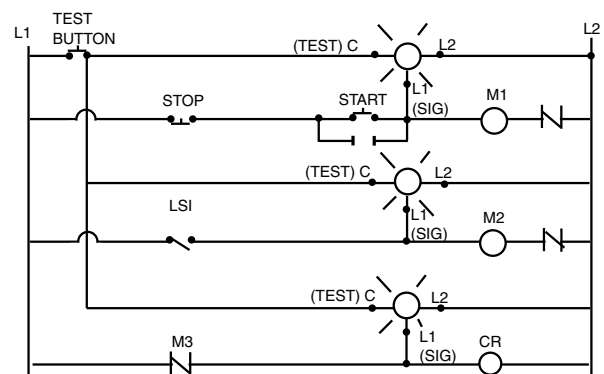 L1
TEST
BUTTON
L2
(TEST) C
L2
L1
(SIG)
STOP
START
M1
(TEST) C
L2
LSI
L1
(SIG)
M2
(TEST) C
L2
L1
(SIG)
M3
CR